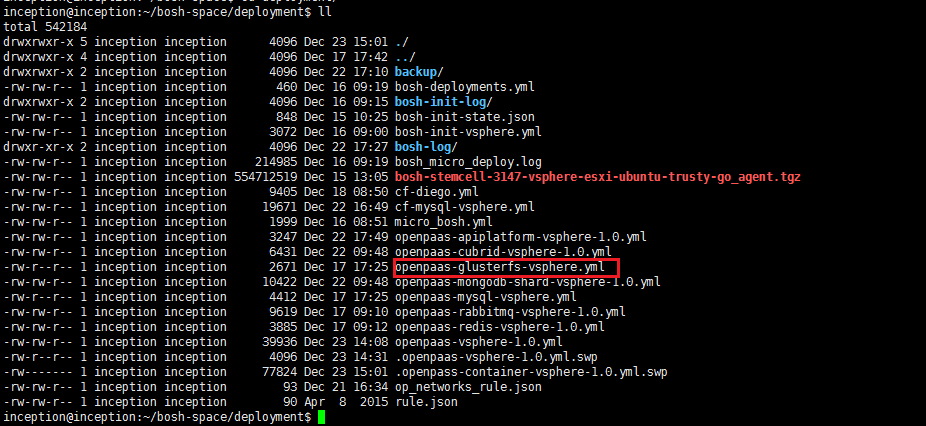 inception@inception:~/bosh-space/deployment$ ll
total 542184
drwxrwxr-x 5 inception inception      4096 Dec 23 15:01 ./
drwxrwxr-x 4 inception inception      4096 Dec 17 17:42 ../
drwxrwxr-x 2 inception inception      4096 Dec 22 17:10 backup/
-rw-rw-r-- 1 inception inception       460 Dec 16 09:19 bosh-deployments.yml
drwxrwxr-x 2 inception inception      4096 Dec 16 09:15 bosh-init-log/
-rw-rw-r-- 1 inception inception       848 Dec 15 10:25 bosh-init-state.json
-rw-rw-r-- 1 inception inception      3072 Dec 16 09:00 bosh-init-vsphere.yml
drwxr-xr-x 2 inception inception      4096 Dec 22 17:27 bosh-log/
-rw-rw-r-- 1 inception inception    214985 Dec 16 09:19 bosh_micro_deploy.log
-rw-rw-r-- 1 inception inception 554712519 Dec 15 13:05 bosh-stemcell-3147-vsphere-esxi-ubuntu-trusty-go_agent.tgz
-rw-rw-r-- 1 inception inception      9405 Dec 18 08:50 cf-diego.yml
-rw-rw-r-- 1 inception inception     19671 Dec 22 16:49 cf-mysql-vsphere.yml
-rw-rw-r-- 1 inception inception      1999 Dec 16 08:51 micro_bosh.yml
-rw-rw-r-- 1 inception inception      3247 Dec 22 17:49 openpaas-apiplatform-vsphere-1.0.yml
-rw-rw-r-- 1 inception inception      6431 Dec 22 09:48 openpaas-cubrid-vsphere-1.0.yml
-rw-rw-r-- 1 inception inception      2671 Dec 17 17:25 openpaas-glusterfs-vsphere.yml
-rw-rw-r-- 1 inception inception     10422 Dec 22 09:48 openpaas-mongodb-shard-vsphere-1.0.yml
-rw-rw-r-- 1 inception inception      4412 Dec 17 17:25 openpaas-mysql-vsphere.yml
-rw-rw-r-- 1 inception inception      9619 Dec 17 09:10 openpaas-rabbitmq-vsphere-1.0.yml
-rw-rw-r-- 1 inception inception      3885 Dec 17 09:12 openpaas-redis-vsphere-1.0.yml
-rw-rw-r-- 1 inception inception     39936 Dec 23 14:08 openpaas-vsphere-1.0.yml
-rw-r--r-- 1 inception inception      4096 Dec 23 14:31 .openpaas-vsphere-1.0.yml.swp
-rw------- 1 inception inception     77824 Dec 23 15:01 .openpass-container-vsphere-1.0.yml.swp
-rw-rw-r-- 1 inception inception        93 Dec 21 16:34 op_networks_rule.json
-rw-rw-r-- 1 inception inception        90 Apr  8  2015 rule.json
inception@inception:~/bosh-space/deployment$